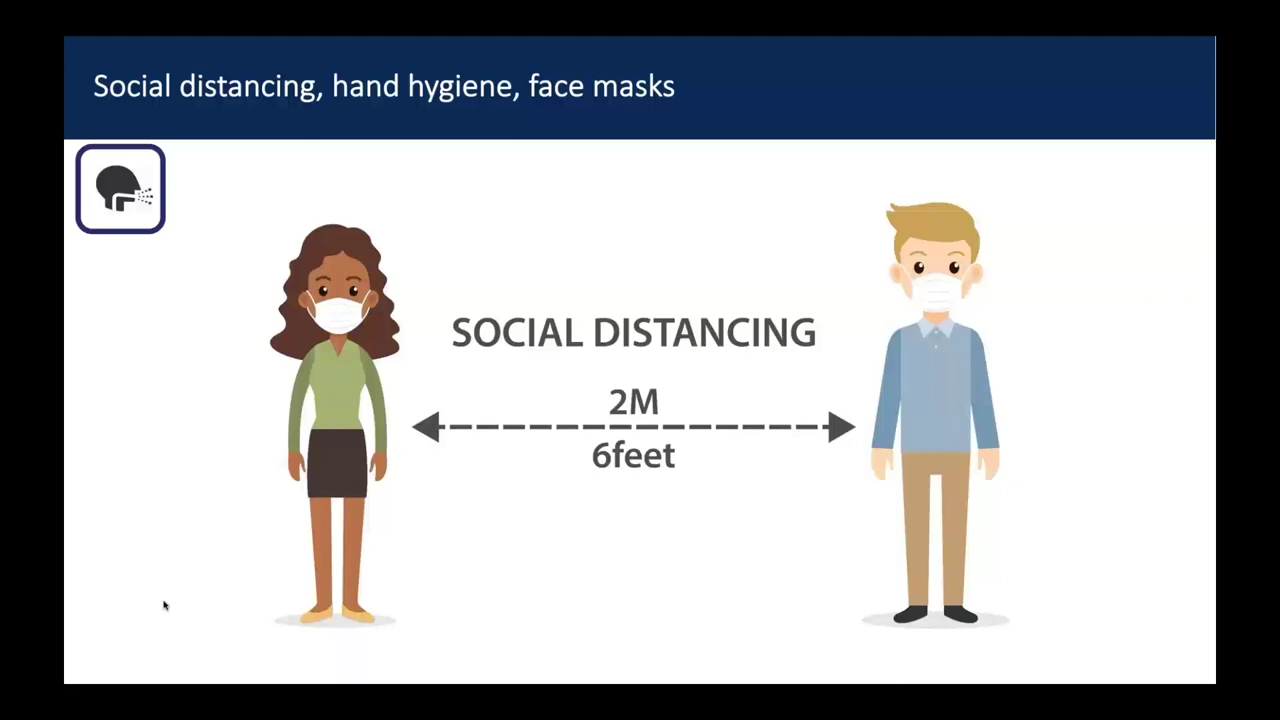 Social distancing, hand hygiene, face masks
SOCIAL DISTANCING
2M
6feet